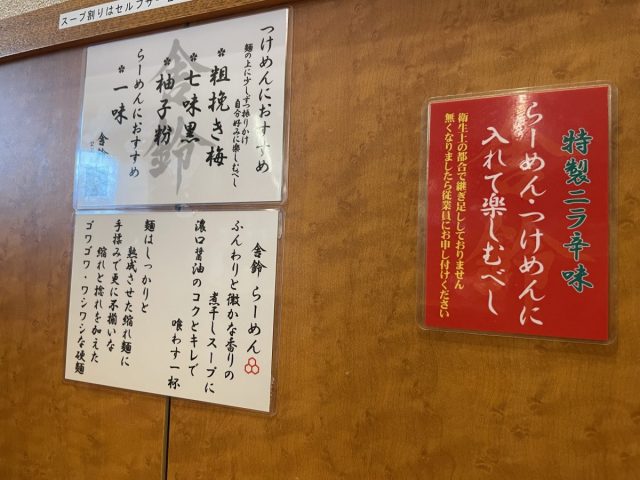 スープ割りはセルフサ
つけめんにおすすめ
麺の上に少しずつ振りかけ
自分好みに楽しむべし
＊粗挽き梅
＊七味黒
＊柚子粉
らーめんにおすすめ
＊一味
舎鈴
舎鈴
舎鈴 らーめん
ふんわりと微かな香りの
煮干しスープに
濃口醤油のコクとキレで
喰わす一杯
麺はしっかりと
熟成させた縮れ麺に
手揉みで更に不揃いな
縮れと捻れを加えた
ゴワゴワ・ワシワシな硬麺
特製ニラ辛味
らーめん・つけめんに
入れて楽しむべし
衛生上の都合で継ぎ足ししておりません
無くなりましたら従業員にお申し付けください